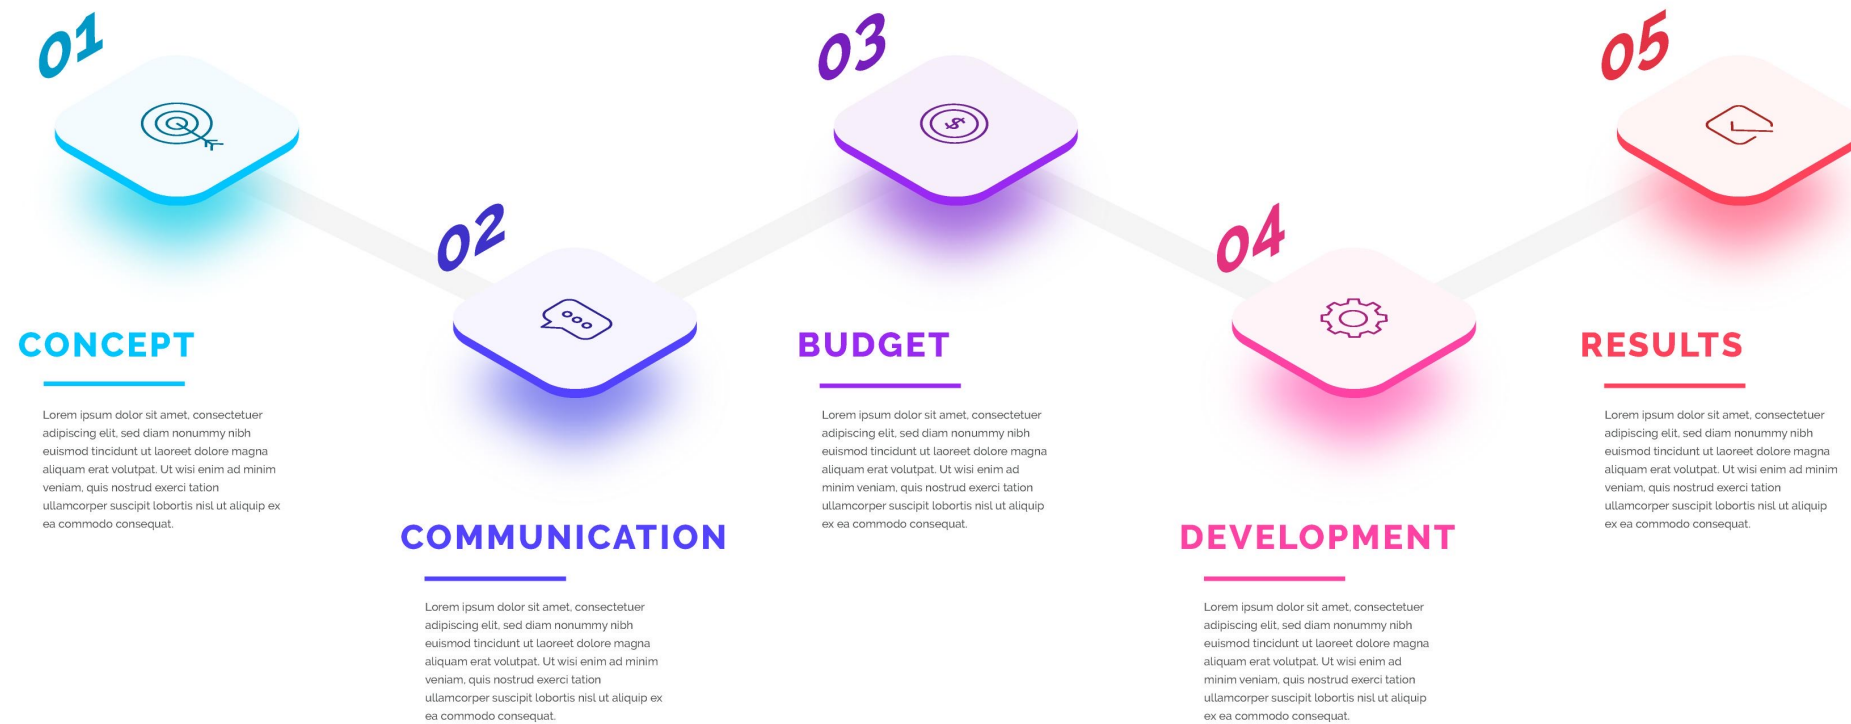 01
CONCEPT
Lorem ipsum dolor sit amet, consectetuer
adipiscing elit, sed diam nonummy nibh
euismod tincidunt ut laoreet dolore magna
aliquam erat volutpat. Ut wisi enim ad minim
veniam, quis nostrud exerci tation
ullamcorper suscipit lobortis nisl ut aliquip ex
ea commodo consequat.
02
COMMUNICATION
Lorem ipsum dolor sit amet, consectetuer
adipiscing elit, sed diam nonummy nibh
euismod tincidunt ut laoreet dolore magna
aliquam erat volutpat. Ut wisi enim ad minim
veniam, quis nostrud exerci tation
ullamcorper suscipit lobortis nisl ut aliquip ex
ea commodo consequat.
03
$
BUDGET
Lorem ipsum dolor sit amet, consectetuer
adipiscing elit, sed diam nonummy nibh
euismod tincidunt ut laoreet dolore magna
aliquam erat volutpat. Ut wisi enim ad
minim veniam, quis nostrud exerci tation
ullamcorper suscipit lobortis nisl ut aliquip
ex ea commodo consequat.
04
DEVELOPMENT
Lorem ipsum dolor sit amet, consectetuer
adipiscing elit, sed diam nonummy nibh
euismod tincidunt ut laoreet dolore magna
aliquam erat volutpat. Ut wisi enim ad
minim veniam, quis nostrud exerci tation
ullamcorper suscipit lobortis nisl ut aliquip
ex ea commodo consequat.
05
RESULTS
Lorem ipsum dolor sit amet, consectetuer
adipiscing elit, sed diam nonummy nibh
euismod tincidunt ut laoreet dolore magna
aliquam erat volutpat. Ut wisi enim ad minim
veniam, quis nostrud exerci tation
ullamcorper suscipit lobortis nisl ut aliquip
ex ea commodo consequat.